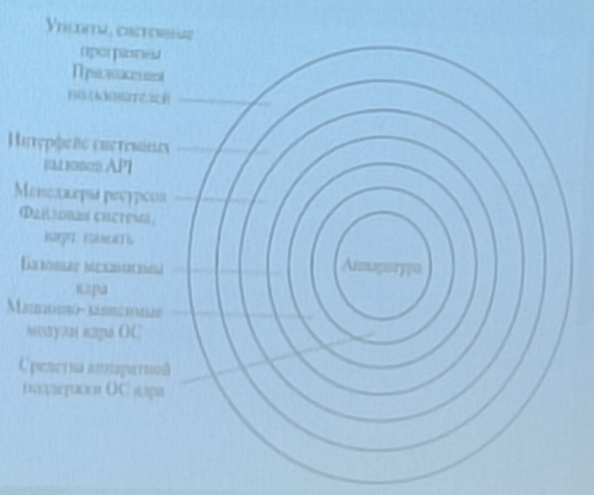 Утилиты, системные
программы
Приложения
пользователей
Интерфейс системных
вызовов API
Менеджеры ресурсов
Файловая система,
вирт. память
Базовые механизмы
ядра
Машинно-зависимые
модули ядра ОС
Средства аппаратной
поддержки ОС ядра
Аппаратура